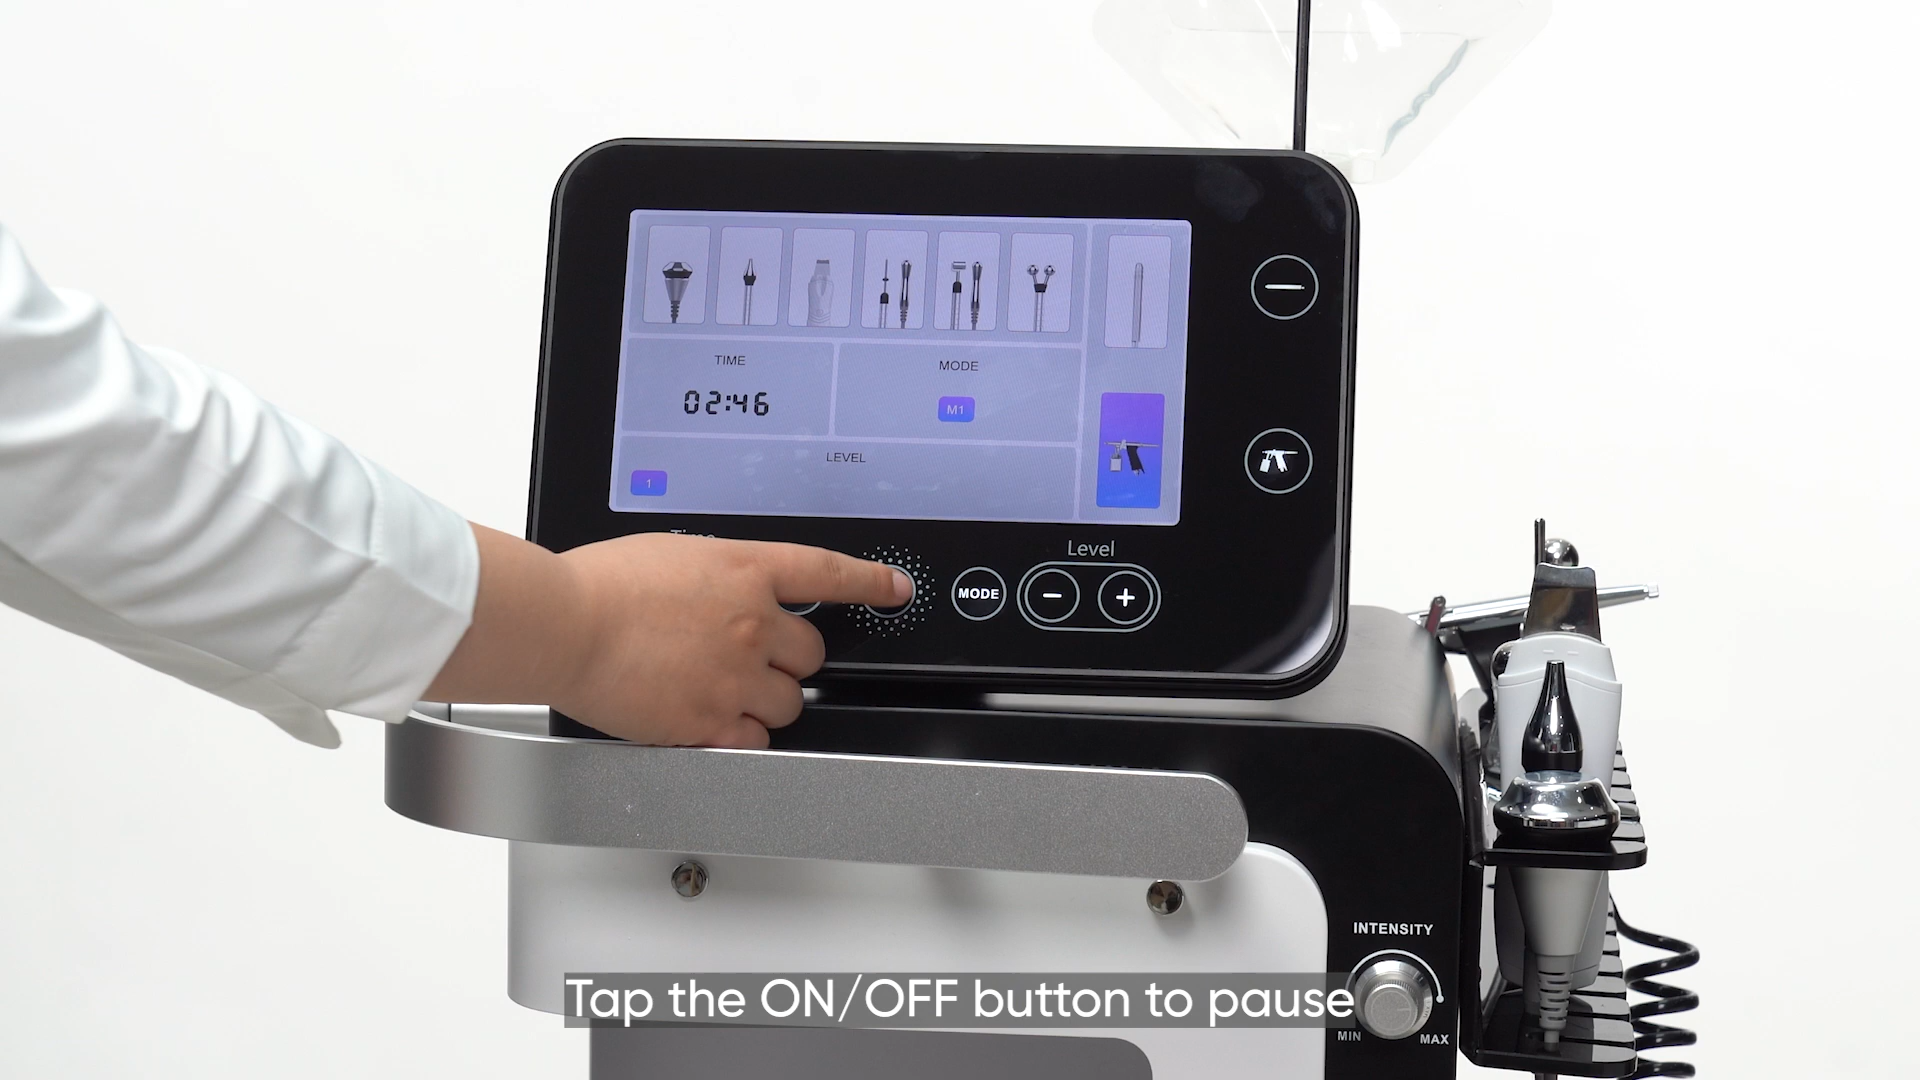 TIME
MODE
02:46
M1
LEVEL
1
Time
Level
MODE
INTENSITY
MIN
MAX
Tap the ON/OFF button to pause